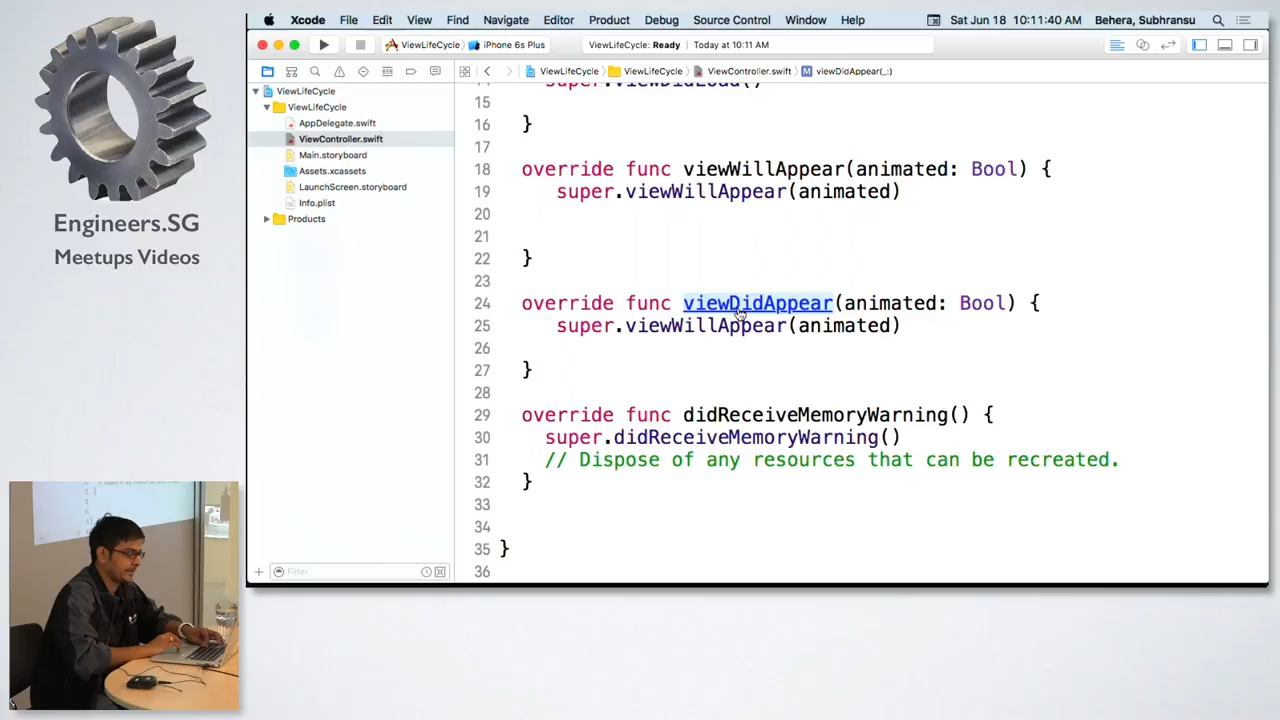 Xcode File Edit View Find Navigate Editor Product Debug Source Control Window Help Sat Jun 18 10:11:40 AM Behera, Subhransu
ViewLifeCycle iPhone 6s Plus ViewLifeCycle: Ready Today at 10:11 AM
ViewLifeCycle ViewLifeCycle ViewController.swift M viewDidAppear(_:)
ViewLifeCycle
ViewLifeCycle
AppDelegate.swift
ViewController.swift
Main.storyboard
Assets.xcassets
LaunchScreen.storyboard
Info.plist
Products
Filter
14 super.viewDidLoad()
15
16 }
17
18 override func viewWillAppear(animated: Bool) {
19 super.viewWillAppear(animated)
20
21
22 }
23
24 override func viewDidAppear(animated: Bool) {
25 super.viewWillAppear(animated)
26
27 }
28
29 override func didReceiveMemoryWarning() {
30 super.didReceiveMemoryWarning()
31 // Dispose of any resources that can be recreated.
32 }
33
34
35 }
36
Engineers.SG
Meetups Videos